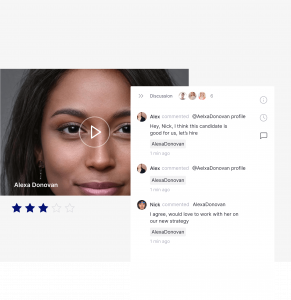 Discussion
6
Alex commented @AlexaDonovan profile
Hey, Nick, I think this candidate is
good for us, let's hire
AlexaDonovan
1 min ago
Alex commented @AelxaDonovan profile
AlexaDonovan
1 min ago
Nick commented AlexaDonovan
I agree, would love to work with her on
our new strategy
AlexaDonovan
1 min ago
Alexa Donovan